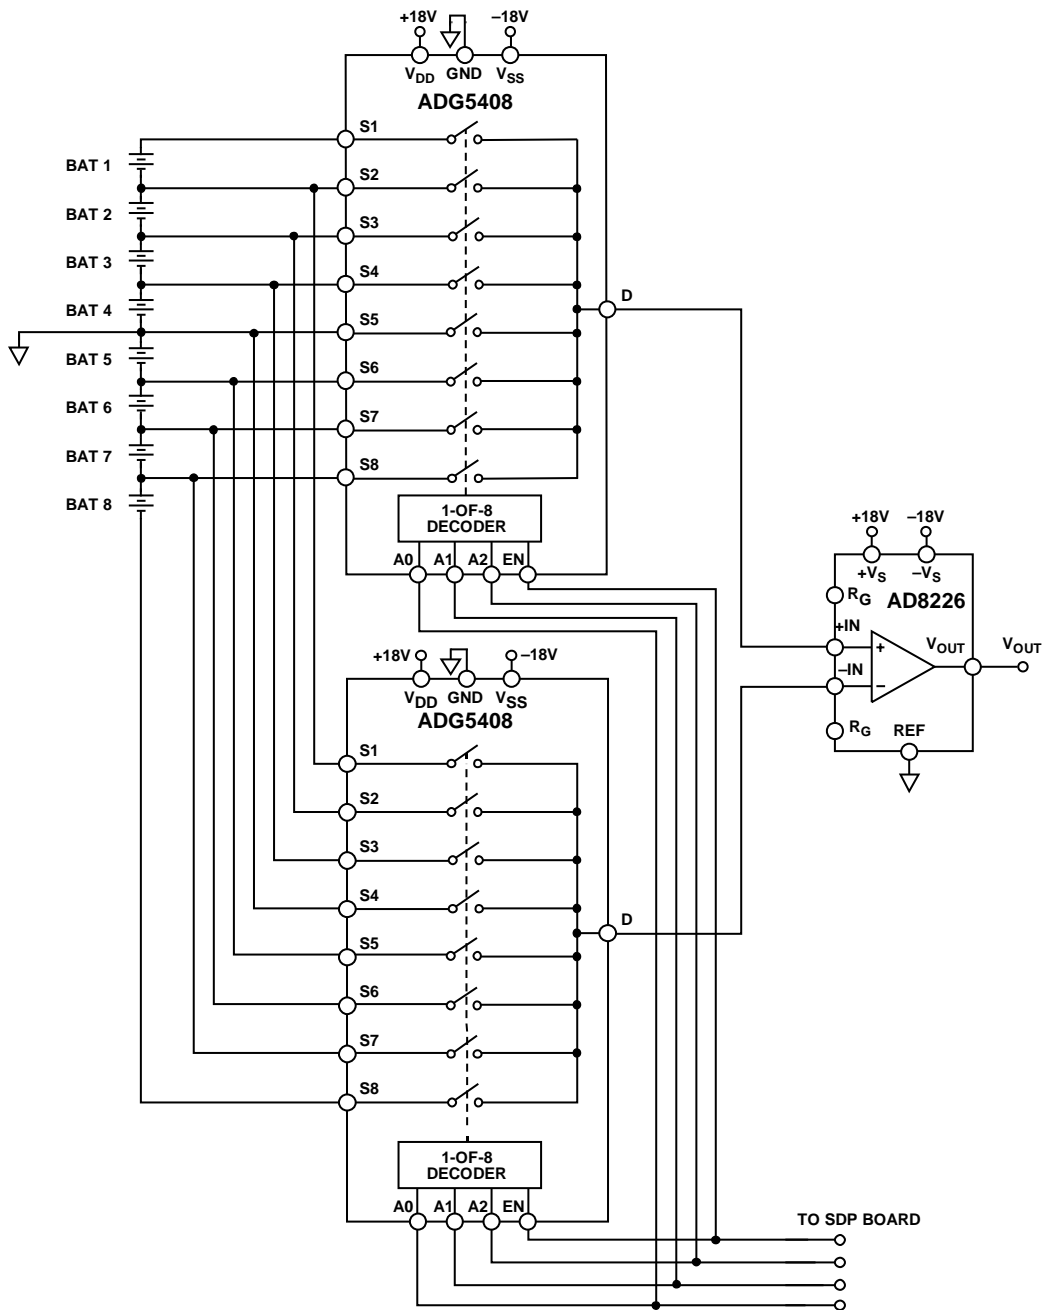 +18V
–18V
VDD GND VSS
ADG5408
S1
BAT 1
S2
BAT 2
S3
BAT 3
S4
BAT 4
D
S5
BAT 5
S6
BAT 6
S7
BAT 7
S8
BAT 8
1-OF-8
DECODER
A0 A1 A2 EN
+18V –18V
+VS –VS
RG
AD8226
+IN
+
VOUT
VOUT
–IN
–
RG
REF
+18V
–18V
VDD GND VSS
ADG5408
S1
S2
S3
S4
D
S5
S6
S7
S8
1-OF-8
DECODER
A0 A1 A2 EN
TO SDP BOARD